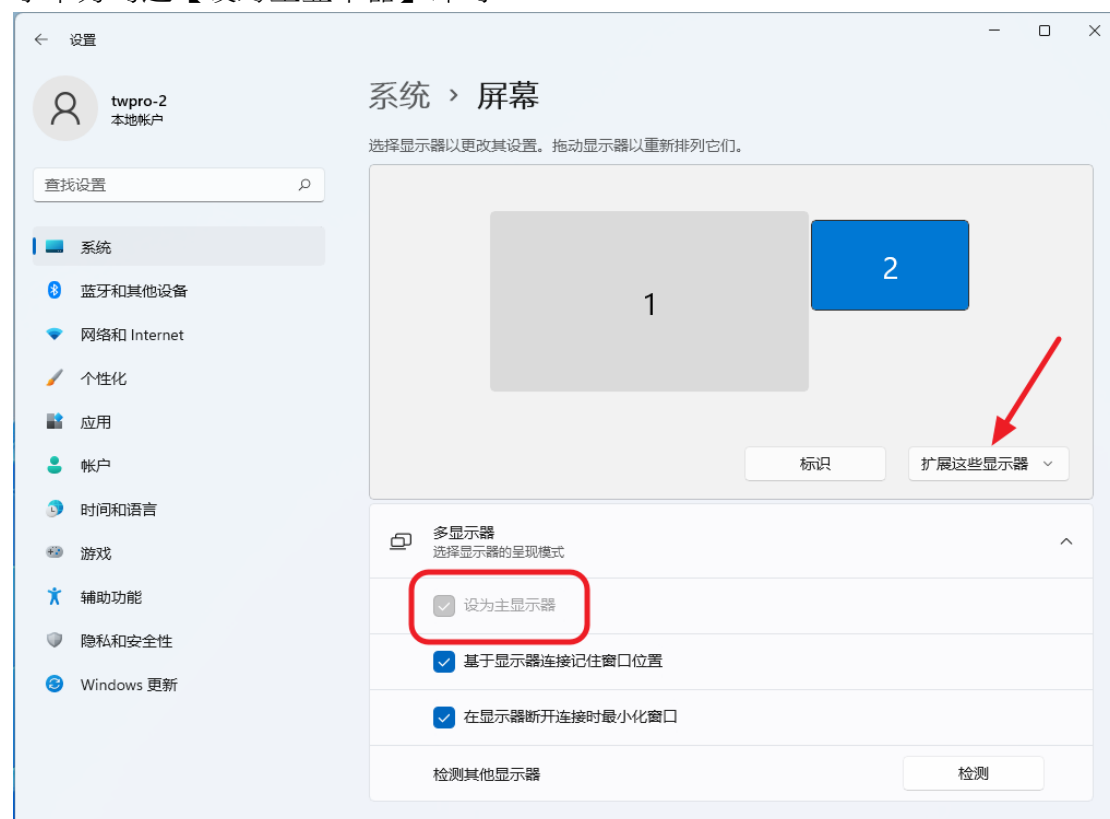 设置
twpro-2
本地帐户
查找设置
系统
蓝牙和其他设备
网络和 Internet
个性化
应用
帐户
时间和语言
游戏
辅助功能
隐私和安全性
Windows 更新
系统 › 屏幕
选择显示器以更改其设置。拖动显示器以重新排列它们。
1
2
标识
扩展这些显示器
多显示器
选择显示器的呈现模式
设为主显示器
基于显示器连接记住窗口位置
在显示器断开连接时最小化窗口
检测其他显示器
检测